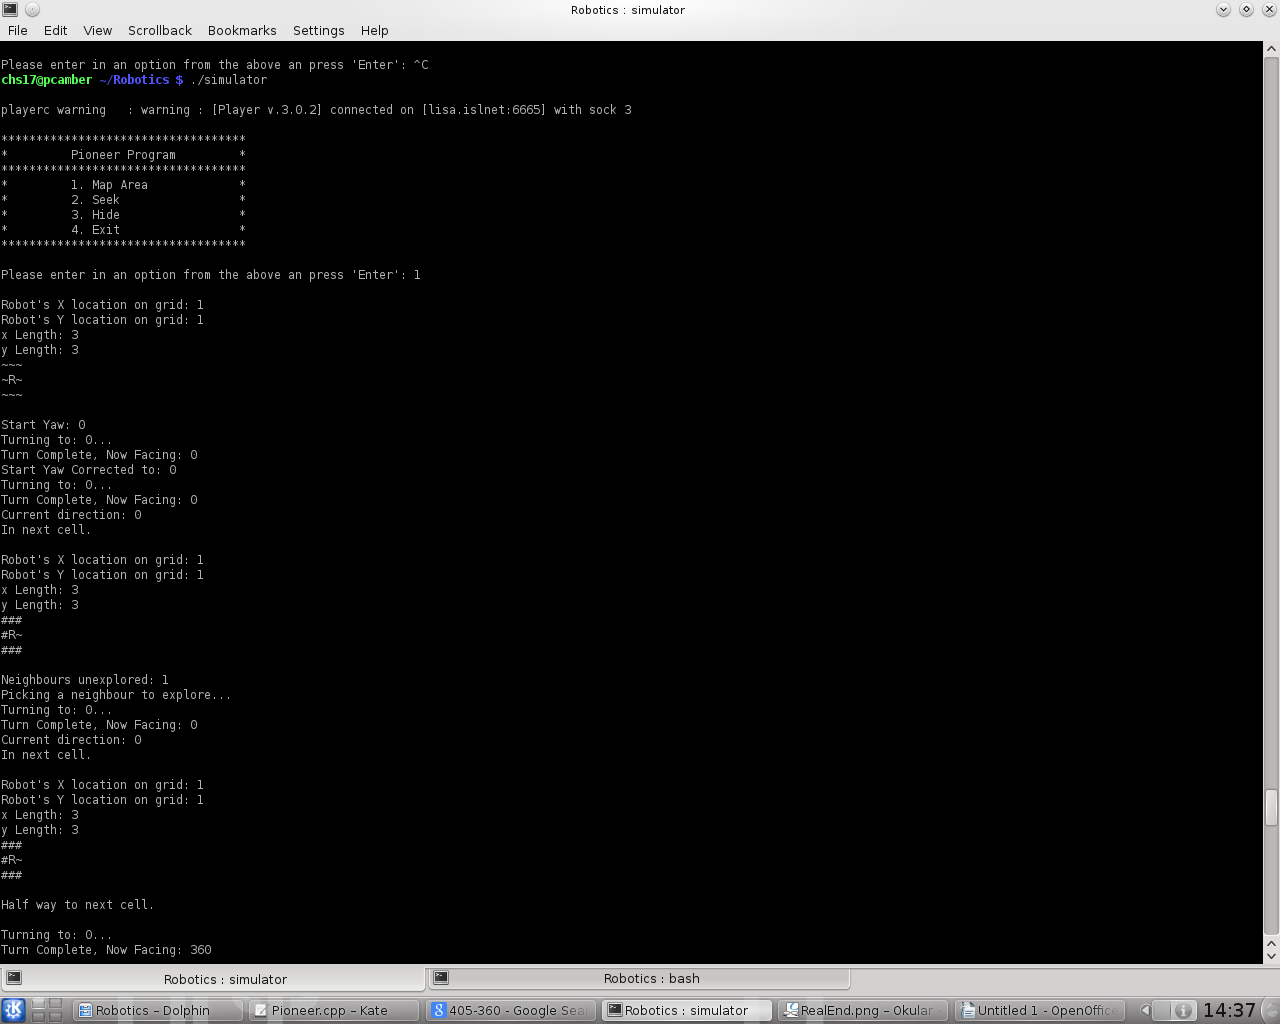 Robotics : simulator
File Edit View Scrollback Bookmarks Settings Help
Please enter in an option from the above an press 'Enter': ^C
chs17@pcamber ~/Robotics $ ./simulator
playerc warning   : warning : [Player v.3.0.2] connected on [lisa.islnet:6665] with sock 3
***********************************
*         Pioneer Program         *
***********************************
*         1. Map Area             *
*         2. Seek                 *
*         3. Hide                 *
*         4. Exit                 *
***********************************
Please enter in an option from the above an press 'Enter': 1
Robot's X location on grid: 1
Robot's Y location on grid: 1
x Length: 3
y Length: 3
~~~
~R~
~~~
Start Yaw: 0
Turning to: 0...
Turn Complete, Now Facing: 0
Start Yaw Corrected to: 0
Turning to: 0...
Turn Complete, Now Facing: 0
Current direction: 0
In next cell.
Robot's X location on grid: 1
Robot's Y location on grid: 1
x Length: 3
y Length: 3
###
#R~
###
Neighbours unexplored: 1
Picking a neighbour to explore...
Turning to: 0...
Turn Complete, Now Facing: 0
Current direction: 0
In next cell.
Robot's X location on grid: 1
Robot's Y location on grid: 1
x Length: 3
y Length: 3
###
#R~
###
Half way to next cell.
Turning to: 0...
Turn Complete, Now Facing: 360
Robotics : simulator Robotics : bash
Robotics – Dolphin Pioneer.cpp – Kate 405-360 - Google Sea Robotics : simulator RealEnd.png – Okular Untitled 1 - OpenOffic 14:37